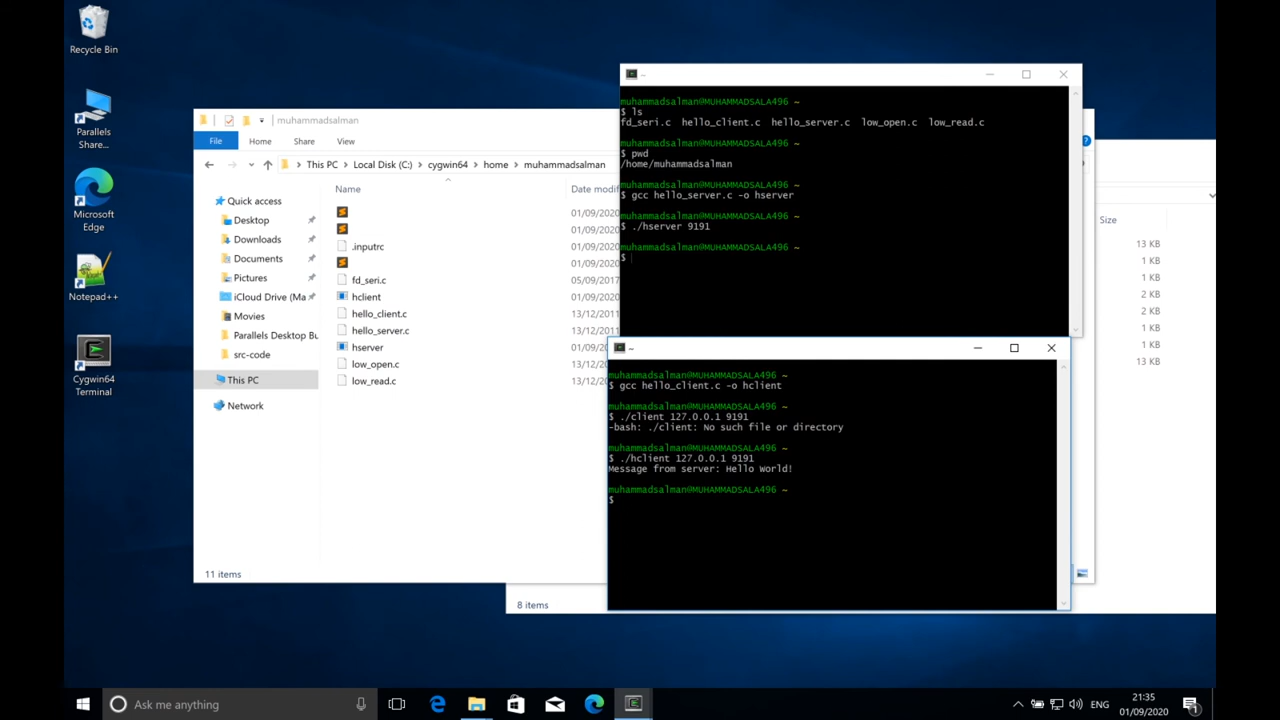 Recycle Bin
Parallels
Share...
Microsoft
Edge
Notepad++
Cygwin64
Terminal
muhammadsalman
File Home Share View
This PC Local Disk (C:) cygwin64 home muhammadsalman
Quick access
Desktop
Downloads
Documents
Pictures
iCloud Drive (Ma
Movies
Parallels Desktop Bu
src-code
This PC
Network
Name Date modifi
01/09/2020
01/09/2020
.inputrc 01/09/2020
01/09/2020
fd_seri.c 05/09/2017
hclient 01/09/2020
hello_client.c 13/12/2011
hello_server.c 13/12/2011
hserver 01/09/2020
low_open.c 13/12/2011
low_read.c 13/12/2011
11 items
~
muhammadsalman@MUHAMMADSALA496 ~
$ ls
fd_seri.c hello_client.c hello_server.c low_open.c low_read.c
muhammadsalman@MUHAMMADSALA496 ~
$ pwd
/home/muhammadsalman
muhammadsalman@MUHAMMADSALA496 ~
$ gcc hello_server.c -o hserver
muhammadsalman@MUHAMMADSALA496 ~
$ ./hserver 9191
muhammadsalman@MUHAMMADSALA496 ~
$
~
muhammadsalman@MUHAMMADSALA496 ~
$ gcc hello_client.c -o hclient
muhammadsalman@MUHAMMADSALA496 ~
$ ./client 127.0.0.1 9191
-bash: ./client: No such file or directory
muhammadsalman@MUHAMMADSALA496 ~
$ ./hclient 127.0.0.1 9191
Message from server: Hello World!
muhammadsalman@MUHAMMADSALA496 ~
$
Size
13 KB
1 KB
1 KB
2 KB
2 KB
1 KB
1 KB
13 KB
8 items
Ask me anything
ENG
21:35
01/09/2020
1